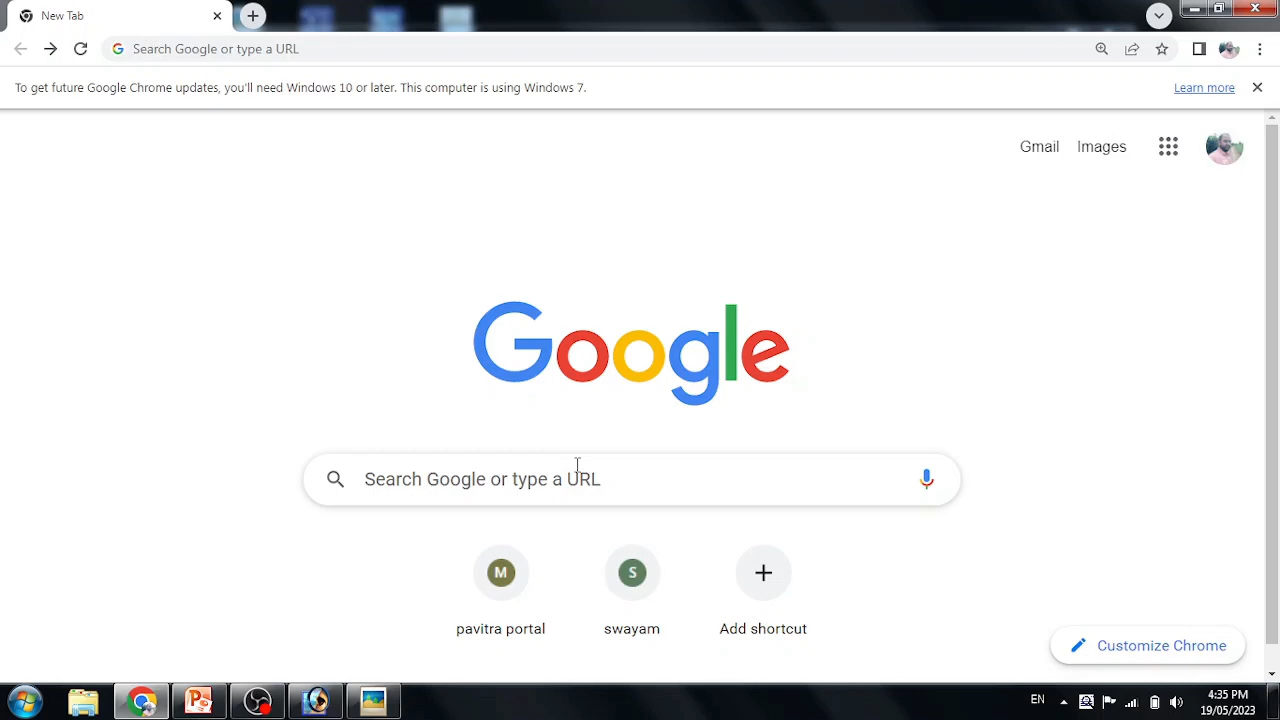 New Tab
Search Google or type a URL
To get future Google Chrome updates, you'll need Windows 10 or later. This computer is using Windows 7.
Learn more
Gmail
Images
Google
Search Google or type a URL
M
S
pavitra portal
swayam
Add shortcut
Customize Chrome
EN
4:35 PM
19/05/2023